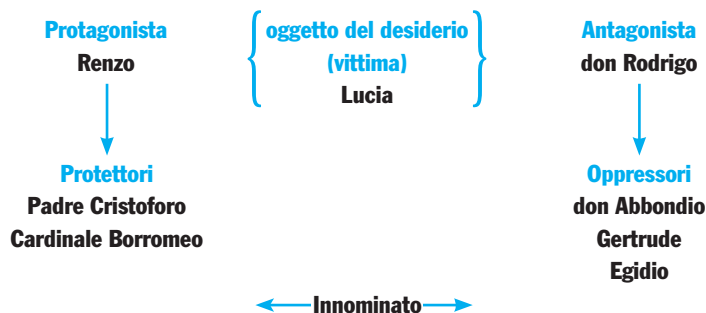 Protagonista
Renzo
oggetto del desiderio
(vittima)
Lucia
Antagonista
don Rodrigo
Protettori
Padre Cristoforo
Cardinale Borromeo
Oppressori
don Abbondio
Gertrude
Egidio
Innominato